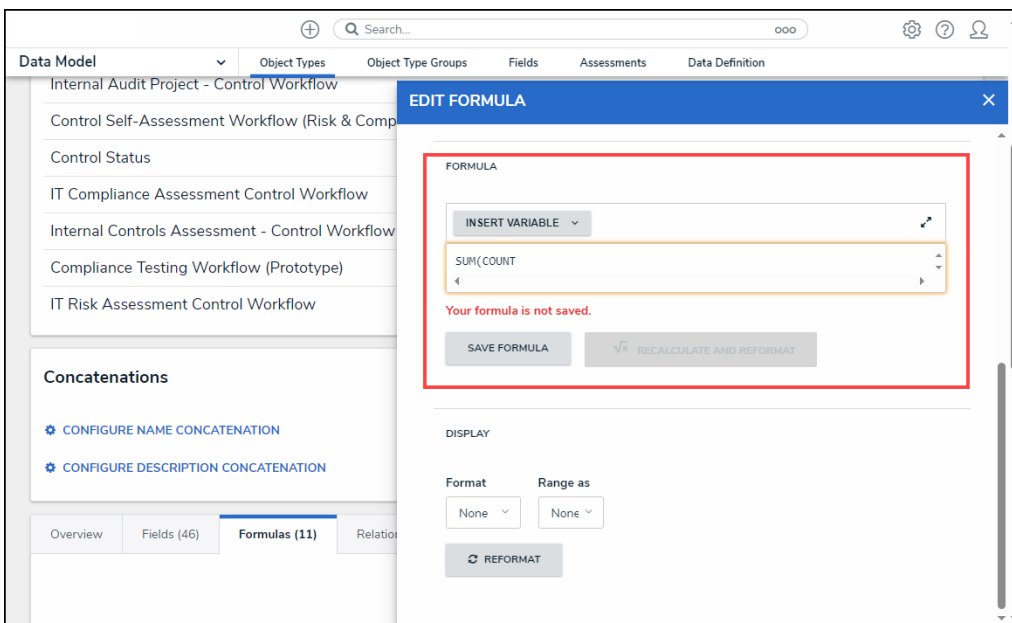 Search...
ooo
Data Model
Object Types
Object Type Groups
Fields
Assessments
Data Definition
Internal Audit Project - Control Workflow
Control Self-Assessment Workflow (Risk & Comp
Control Status
IT Compliance Assessment Control Workflow
Internal Controls Assessment - Control Workflow
Compliance Testing Workflow (Prototype)
IT Risk Assessment Control Workflow
Concatenations
CONFIGURE NAME CONCATENATION
CONFIGURE DESCRIPTION CONCATENATION
Overview
Fields (46)
Formulas (11)
Relation
EDIT FORMULA
FORMULA
INSERT VARIABLE
SUM(COUNT
Your formula is not saved.
SAVE FORMULA
RECALCULATE AND REFORMAT
DISPLAY
Format
Range as
None
None
REFORMAT